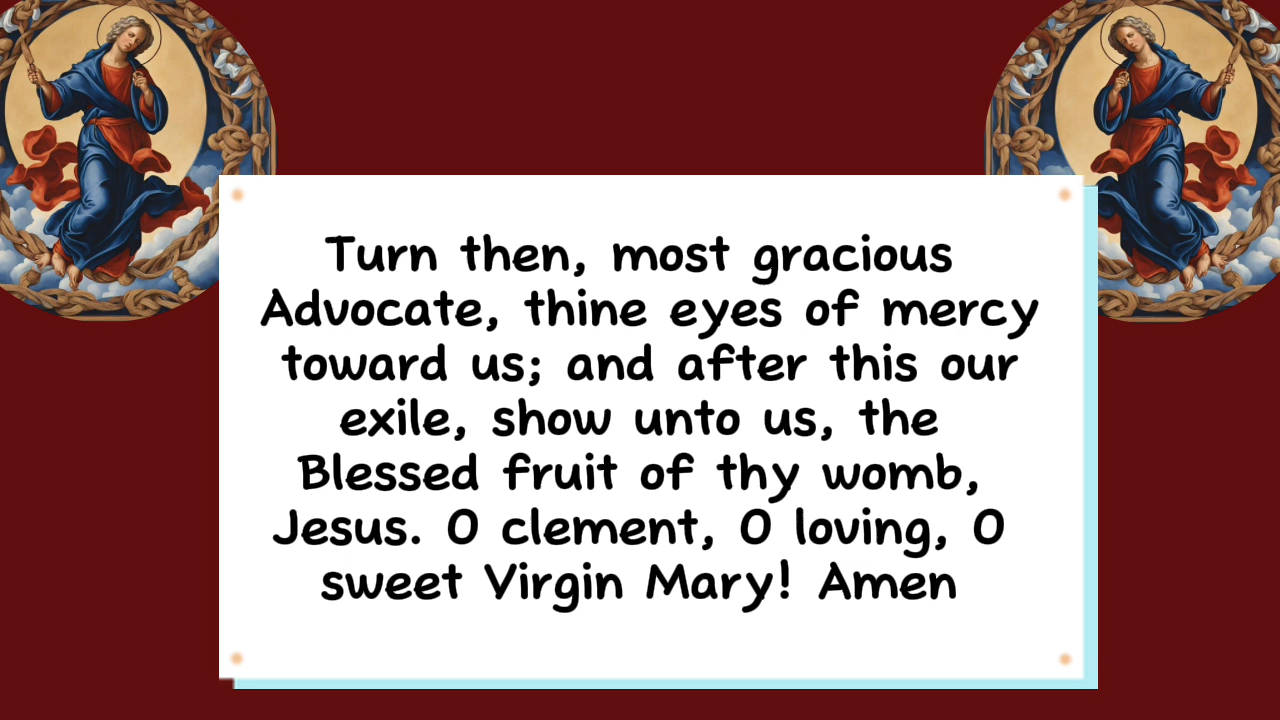 Turn then, most gracious
Advocate, thine eyes of mercy
toward us; and after this our
exile, show unto us, the
Blessed fruit of thy womb,
Jesus. O clement, O loving, O
sweet Virgin Mary! Amen